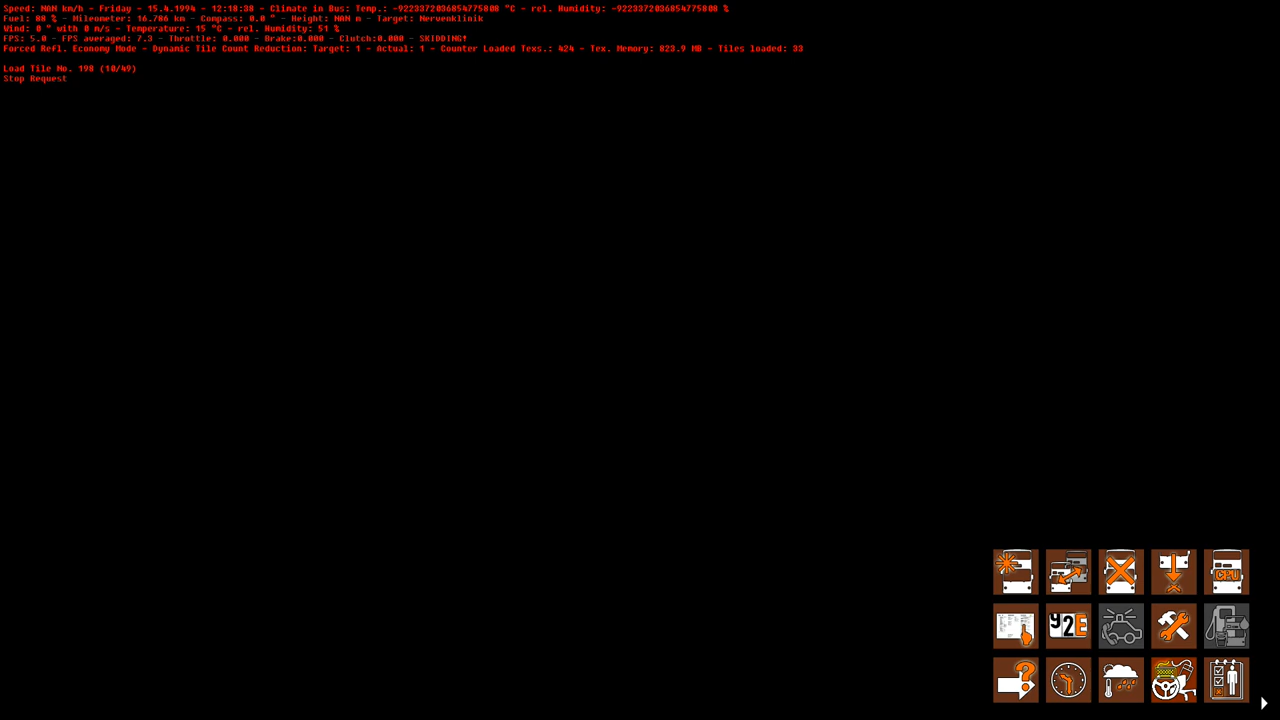 Speed: NAN km/h - Friday - 15.4.1994 - 12:18:38 - Climate in Bus: Temp.: -9223372036854775808 °C - rel. Humidity: -9223372036854775808 %
Fuel: 88 % - Mileometer: 16.786 km - Compass: 0.0 ° - Height: NAN m - Target: Nervenklinik
Wind: 0 ° with 0 m/s - Temperature: 15 °C - rel. Humidity: 51 %
FPS: 5.0 - FPS averaged: 7.3 - Throttle: 0.000 - Brake:0.000 - Clutch:0.000 - SKIDDING!
Forced Refl. Economy Mode - Dynamic Tile Count Reduction: Target: 1 - Actual: 1 - Counter Loaded Texs.: 424 - Tex. Memory: 823.9 MB - Tiles loaded: 33
Load Tile No. 198 (10/49)
Stop Request
CPU
92E
?